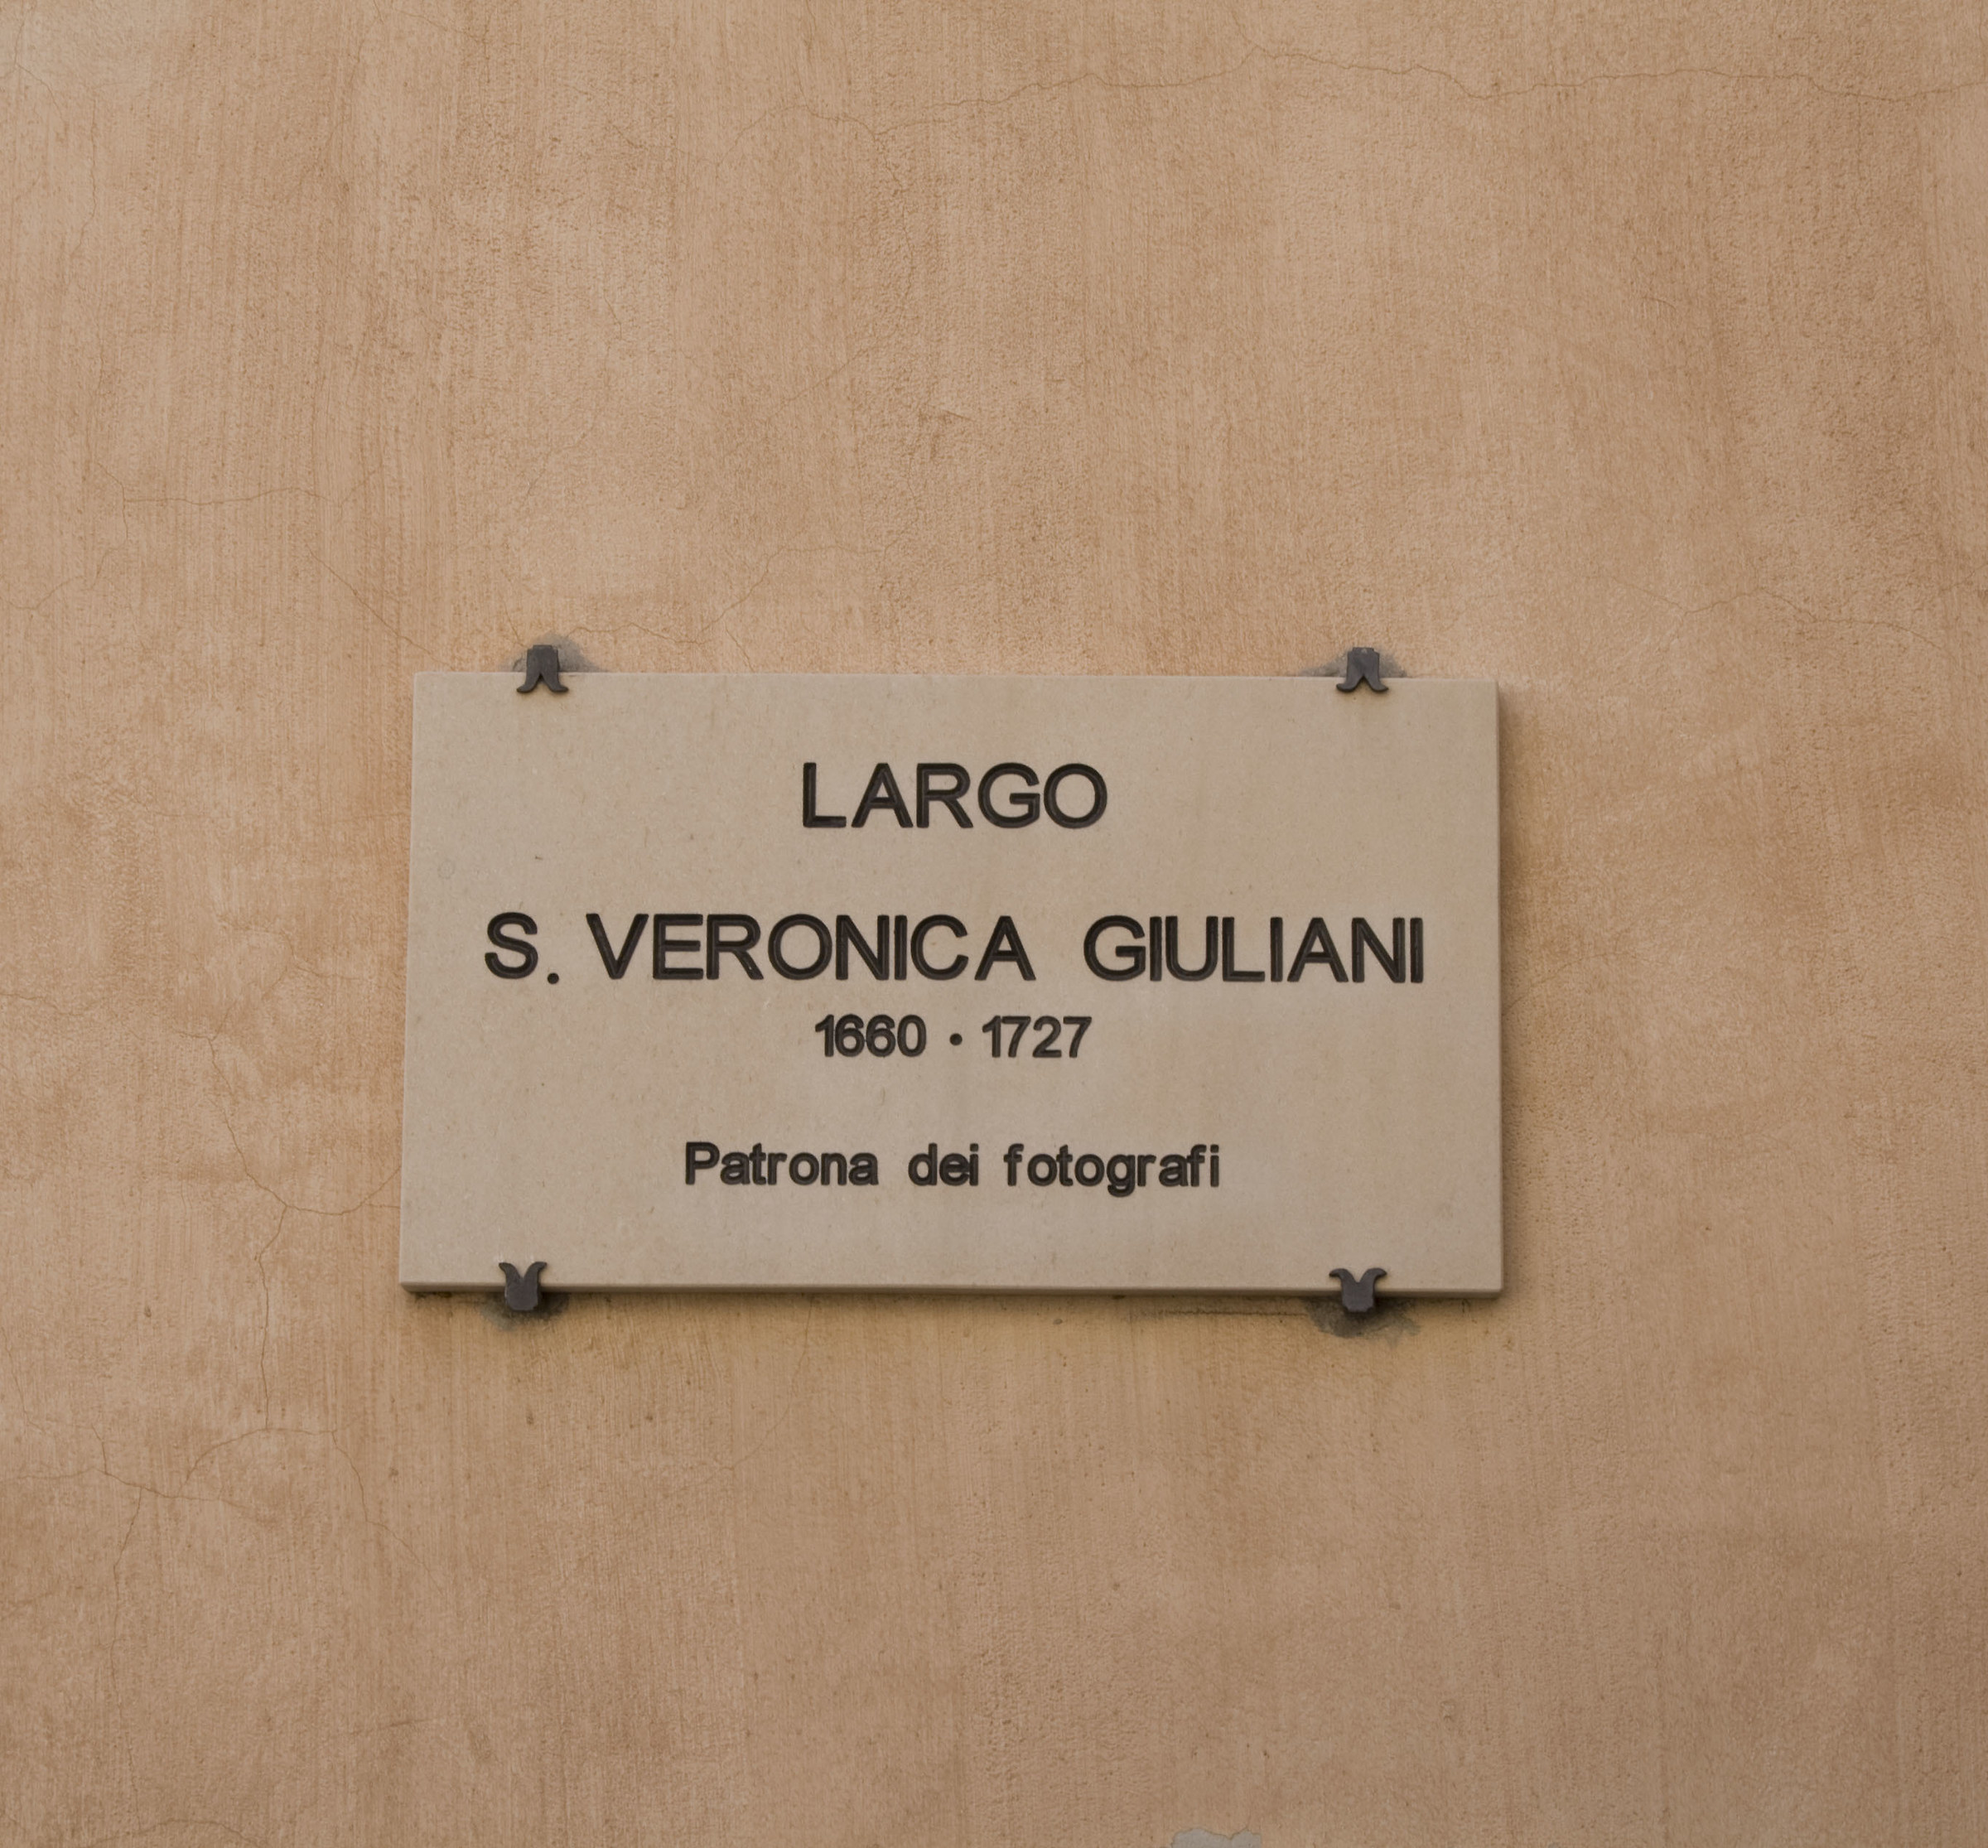 LARGO
S. VERONICA GIULIANI
1660 · 1727
Patrona dei fotografi